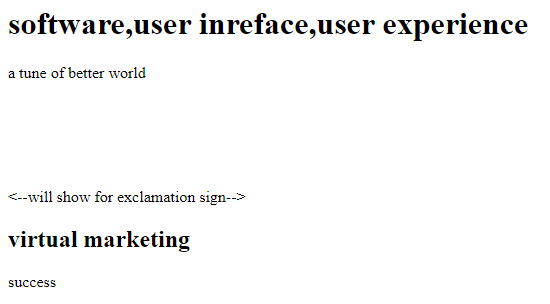 software,user inreface,user experience
a tune of better world
<--will show for exclamation sign-->
virtual marketing
success